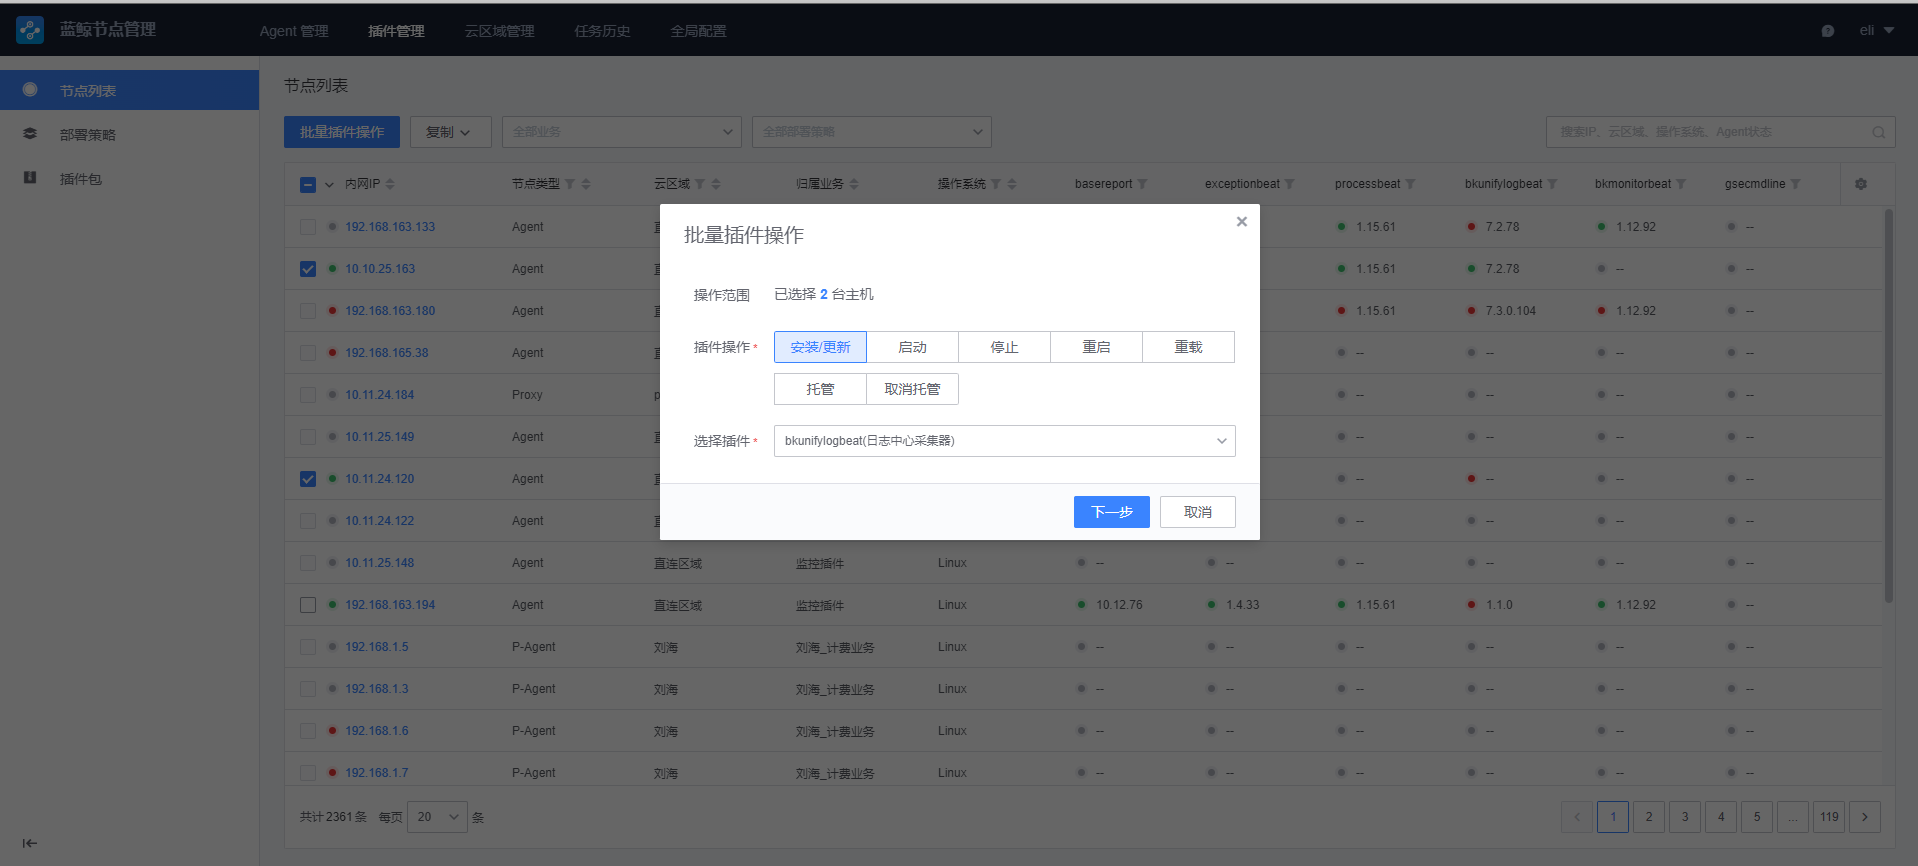 蓝鲸节点管理 Agent 管理 插件管理 云区域管理 任务历史 全局配置 eli
节点列表
部署策略
插件包
节点列表
批量插件操作 复制 全部业务 全部部署策略 搜索IP、云区域、操作系统、Agent状态
内网IP 节点类型 云区域 归属业务 操作系统 basereport exceptionbeat processbeat bkunifylogbeat bkmonitorbeat gsecmdline
192.168.163.133 Agent 1.15.61 7.2.78 1.12.92 --
10.10.25.163 Agent 1.15.61 7.2.78 -- --
192.168.163.180 Agent 1.15.61 7.3.0.104 1.12.92 --
192.168.165.38 Agent -- -- -- --
10.11.24.184 Proxy p -- -- -- --
10.11.25.149 Agent -- -- -- --
10.11.24.120 Agent -- -- -- --
10.11.24.122 Agent -- -- -- --
10.11.25.148 Agent 直连区域 监控插件 Linux -- -- -- -- -- --
192.168.163.194 Agent 直连区域 监控插件 Linux 10.12.76 1.4.33 1.15.61 1.1.0 1.12.92 --
192.168.1.5 P-Agent 刘海 刘海_计费业务 Linux -- -- -- -- -- --
192.168.1.3 P-Agent 刘海 刘海_计费业务 Linux -- -- -- -- -- --
192.168.1.6 P-Agent 刘海 刘海_计费业务 Linux -- -- -- -- -- --
192.168.1.7 P-Agent 刘海 刘海_计费业务 Linux -- -- -- -- -- --
共计 2361 条 每页 20 条 1 2 3 4 5 ... 119
批量插件操作
操作范围 已选择 2 台主机
插件操作 * 安装/更新 启动 停止 重启 重载
托管 取消托管
选择插件 * bkunifylogbeat(日志中心采集器)
下一步 取消